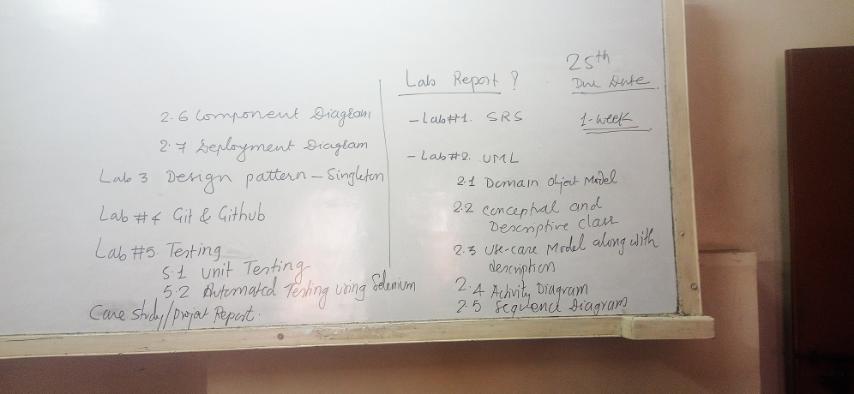 Lab Report ?
25th
Due Date
1-week
- Lab#1. SRS
- Lab#2. UML
2.1 Domain Object Model
2.2 Conceptual and
Descriptive class
2.3 Use-case Model along with
description
2.4 Activity Diagram
2.5 Sequence Diagram
2.6 Component Diagram
2.7 Deployment Diagram
Lab 3 Design pattern - Singleton
Lab #4 Git & Github
Lab #5 Testing
5.1 Unit Testing
5.2 Automated Testing using Selenium
Case study/project Report.